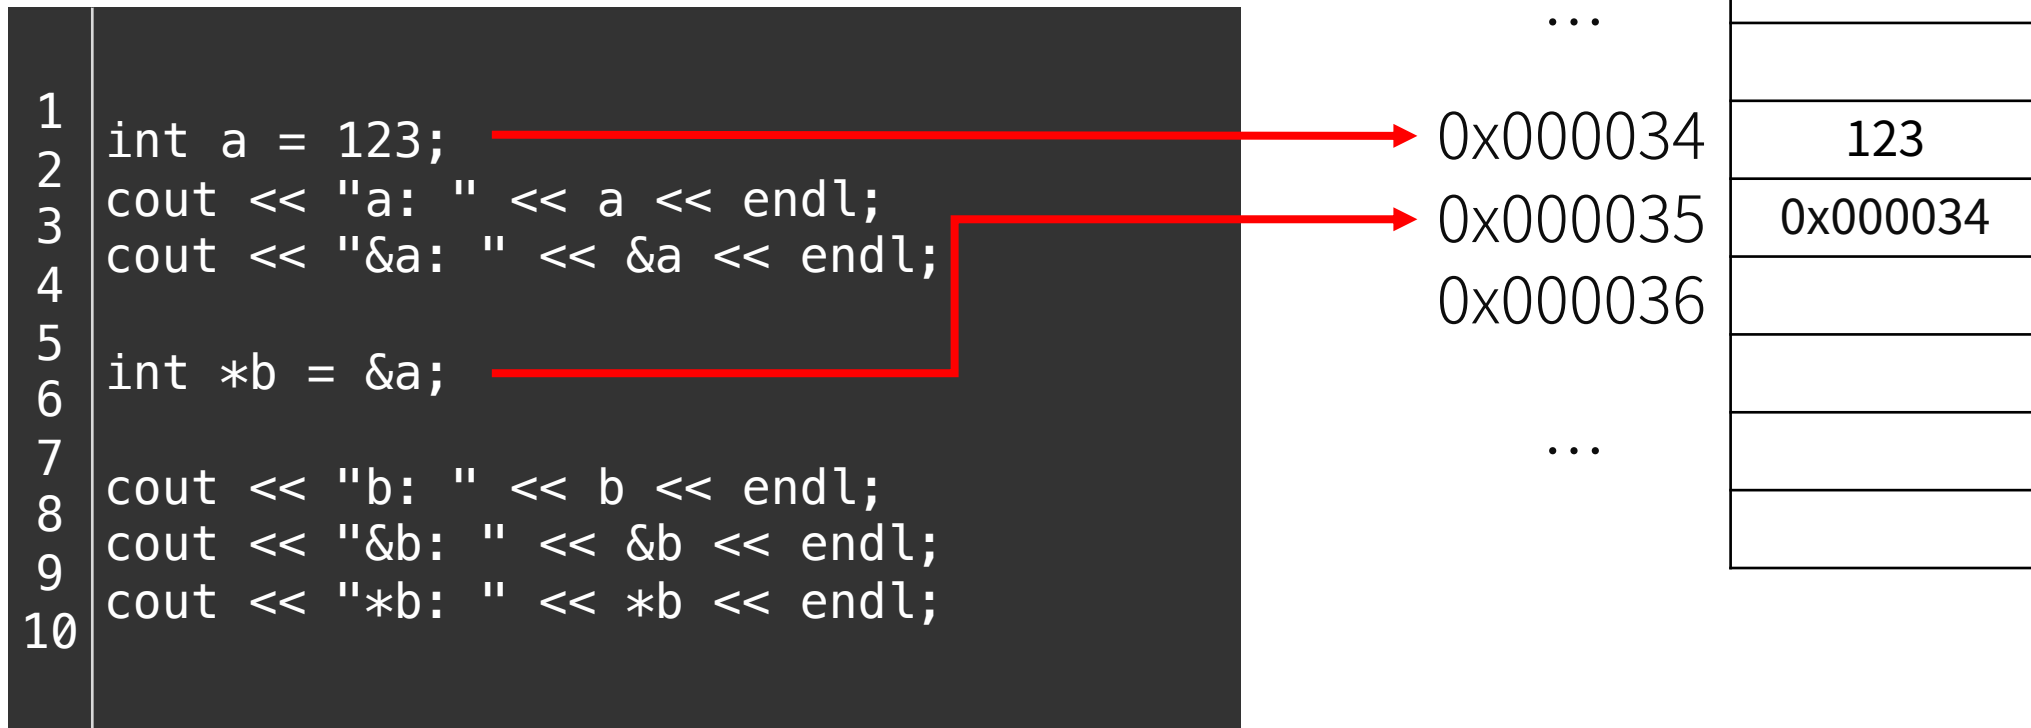 1
2
3
4
5
6
7
8
9
10
int a = 123;
cout << "a: " << a << endl;
cout << "&a: " << &a << endl;
int *b = &a;
cout << "b: " << b << endl;
cout << "&b: " << &b << endl;
cout << "*b: " << *b << endl;
...
0x000034 123
0x000035 0x000034
0x000036
...